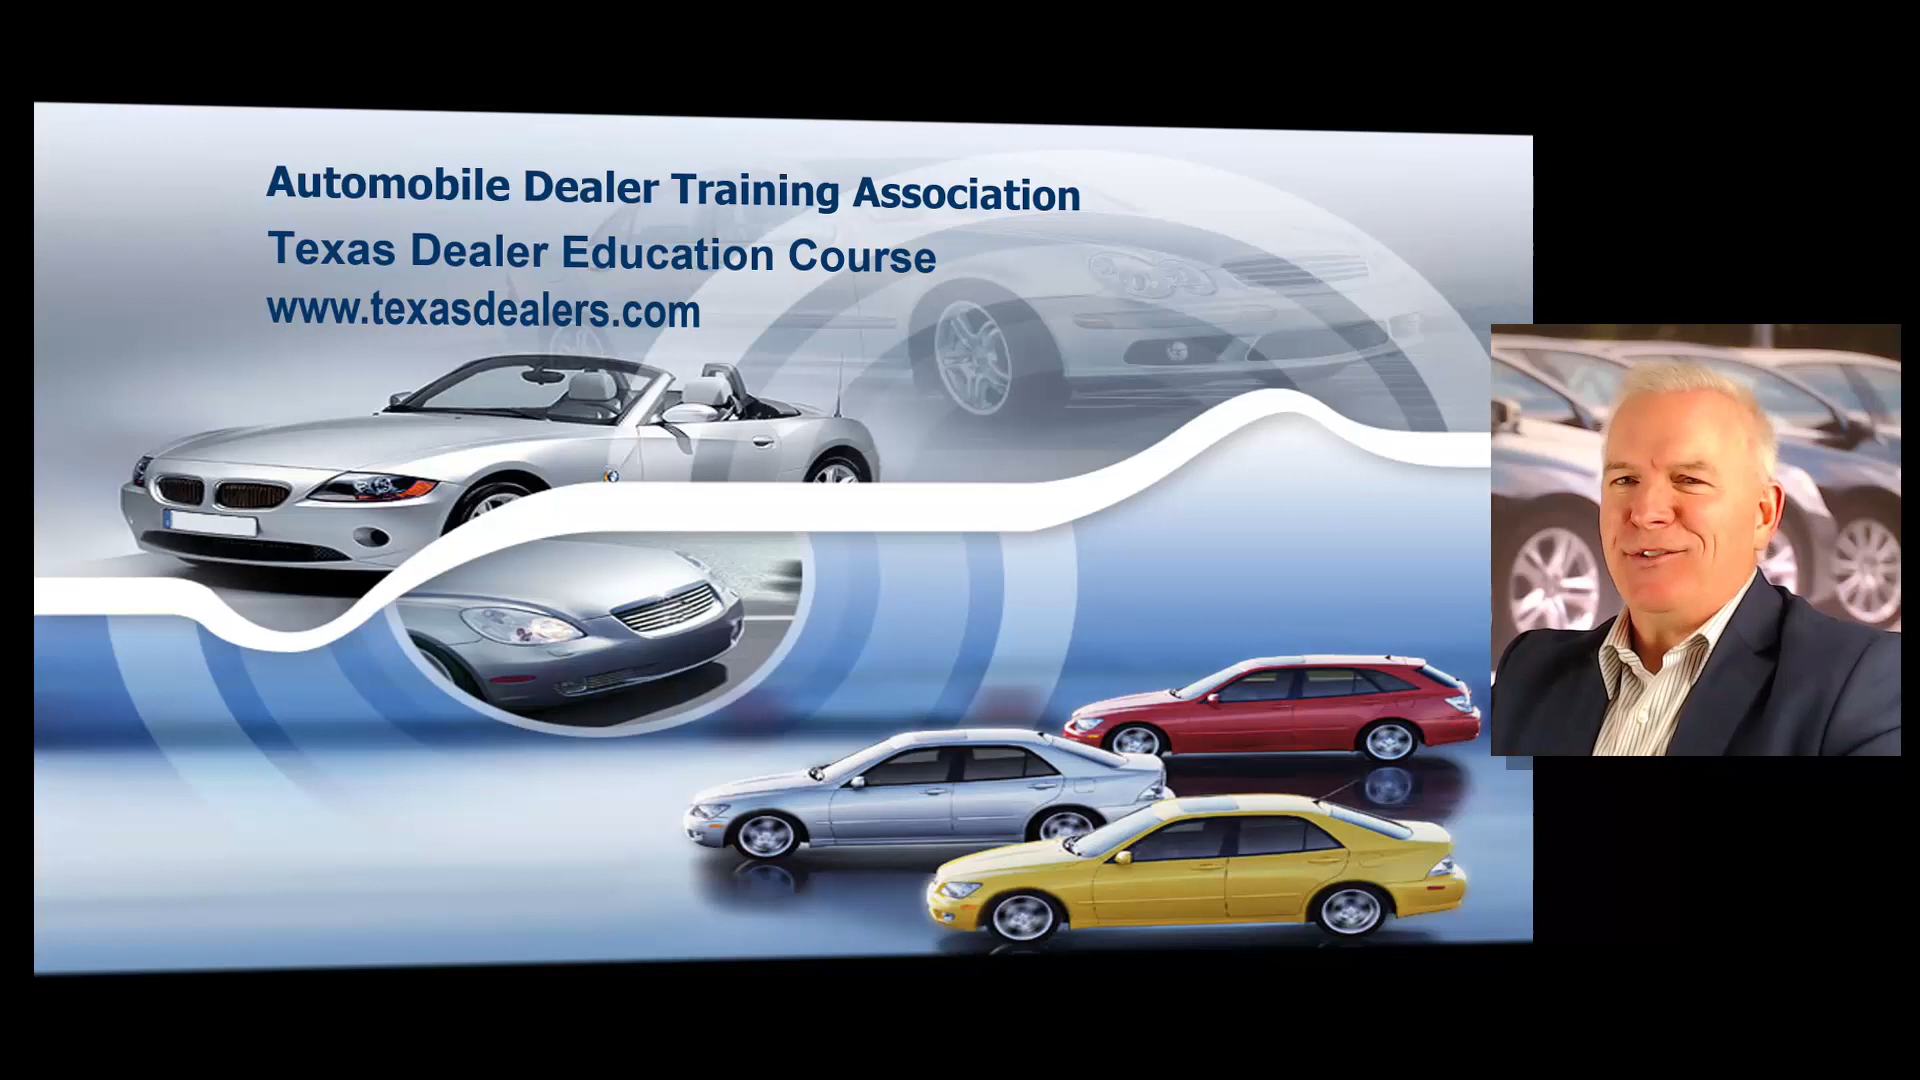 Automobile Dealer Training Association
Texas Dealer Education Course
www.texasdealers.com